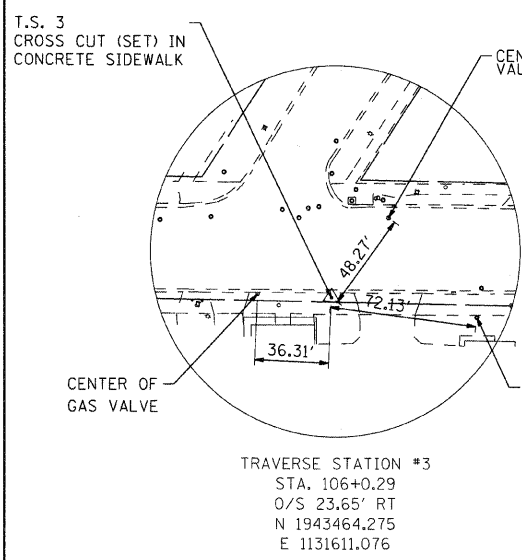 T.S. 3
CROSS CUT (SET) IN
CONCRETE SIDEWALK
CEN
VAL
48.27'
72.13'
36.31'
CENTER OF
GAS VALVE
TRAVERSE STATION #3
STA. 106+0.29
O/S 23.65' RT
N 1943464.275
E 1131611.076